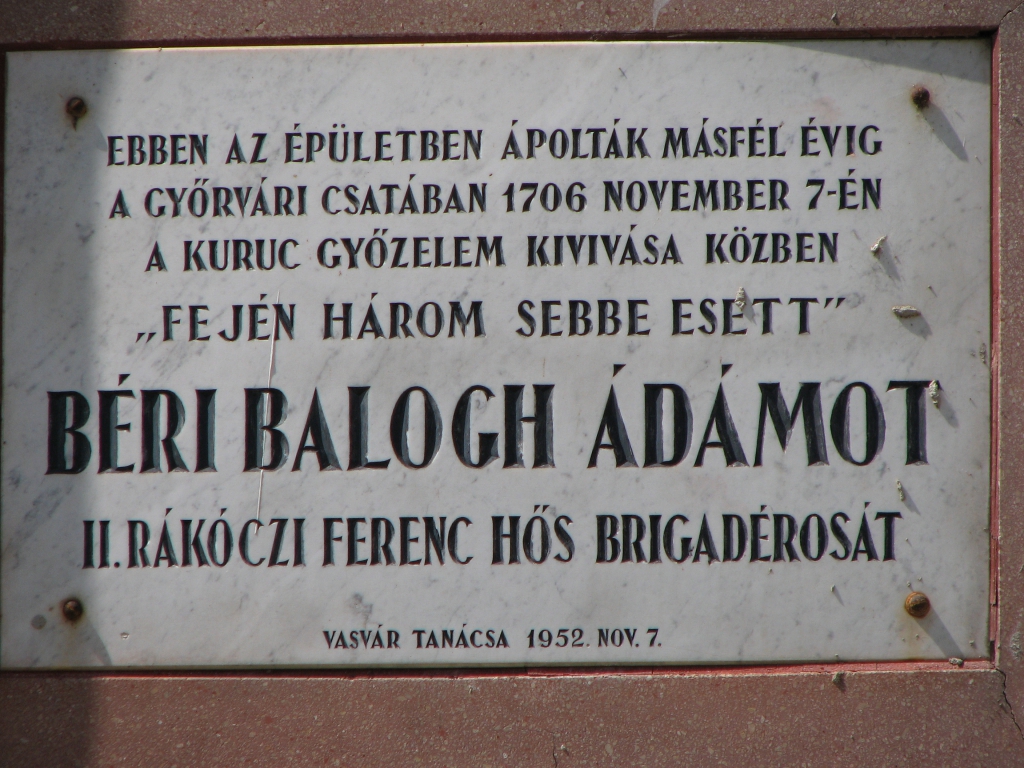 EBBEN AZ ÉPÜLETBEN ÁPOLTÁK MÁSFÉL ÉVIG
A GYŐRVÁRI CSATÁBAN 1706 NOVEMBER 7-ÉN
A KURUC GYŐZELEM KIVIVÁSA KÖZBEN
„FEJÉN HÁROM SEBBE ESETT”
BÉRI BALOGH ÁDÁMOT
II. RÁKÓCZI FERENC HŐS BRIGADÉROSÁT
VASVÁR TANÁCSA 1952. NOV. 7.